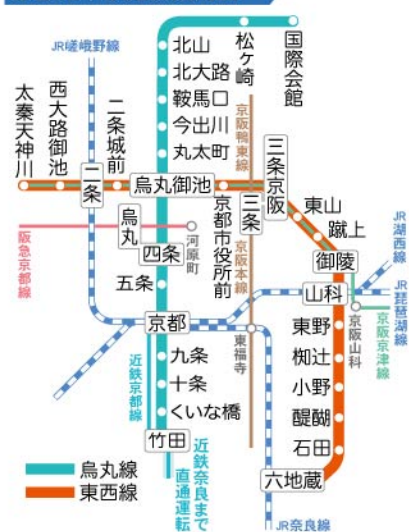 JR嵯峨野線
北山
松ヶ崎
国際会館
北大路
鞍馬口
今出川
丸太町
京阪鴨東線
太秦天神川
西大路御池
二条
二条城前
烏丸御池
京都市役所前
三条
三条京阪
東山
蹴上
御陵
JR湖西線
阪急京都線
烏丸
四条
河原町
京阪本線
山科
JR琵琶湖線
五条
京都
東福寺
京阪山科
京阪京津線
東野
椥辻
小野
醍醐
石田
六地蔵
近鉄京都線
九条
十条
くいな橋
竹田
近鉄奈良まで
直通運転
烏丸線
東西線
JR奈良線